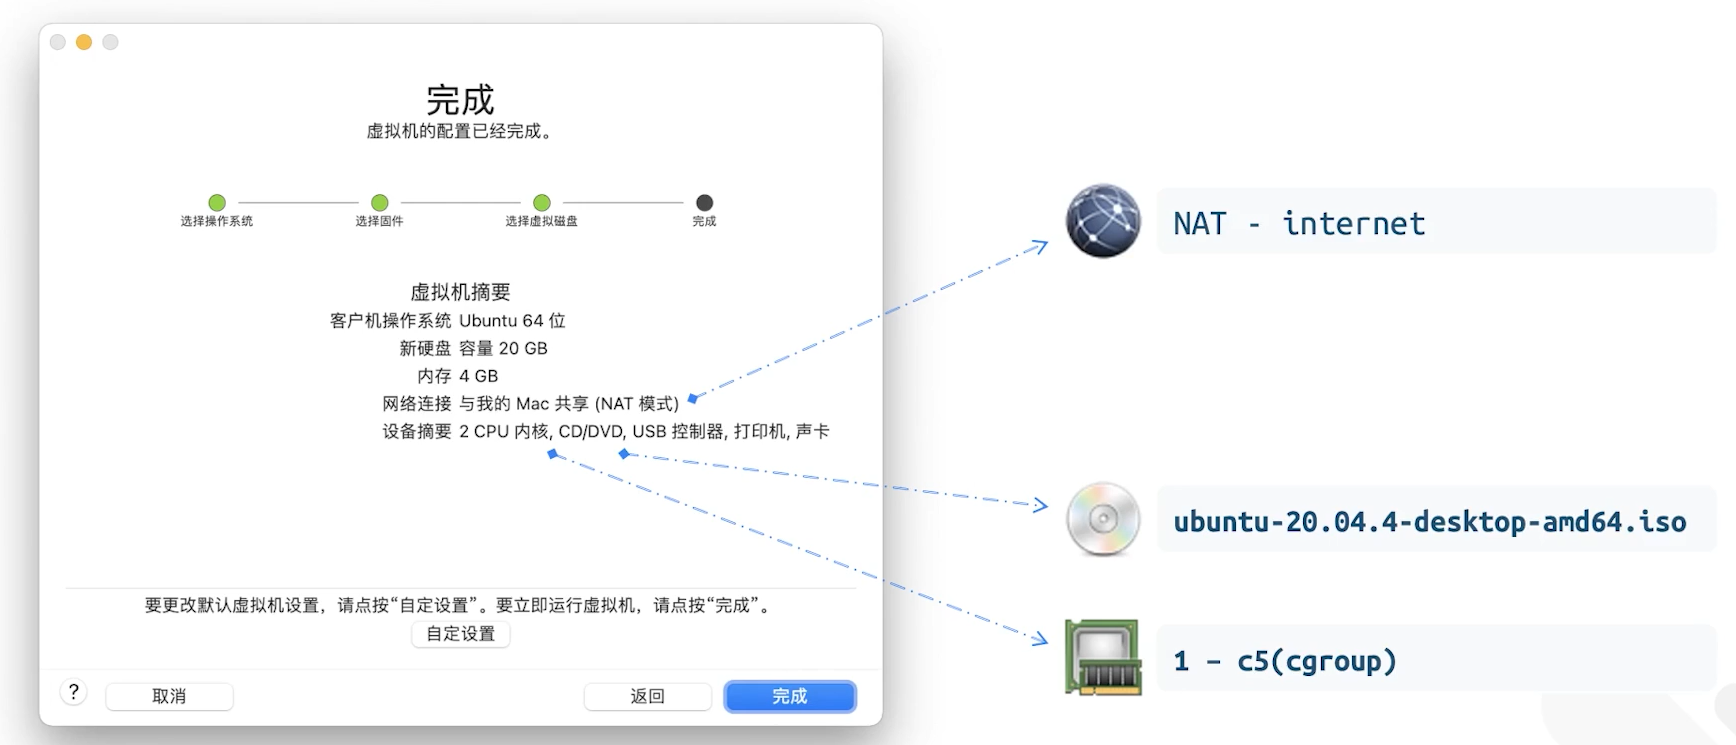 完成
虚拟机的配置已经完成。
选择操作系统
选择固件
选择虚拟磁盘
完成
虚拟机摘要
客户机操作系统 Ubuntu 64 位
新硬盘 容量 20 GB
内存 4 GB
网络连接 与我的 Mac 共享 (NAT 模式)
设备摘要 2 CPU 内核, CD/DVD, USB 控制器, 打印机, 声卡
要更改默认虚拟机设置，请点按“自定设置”。要立即运行虚拟机，请点按“完成”。
自定设置
?
取消
返回
完成
NAT - internet
ubuntu-20.04.4-desktop-amd64.iso
1 – c5(cgroup)